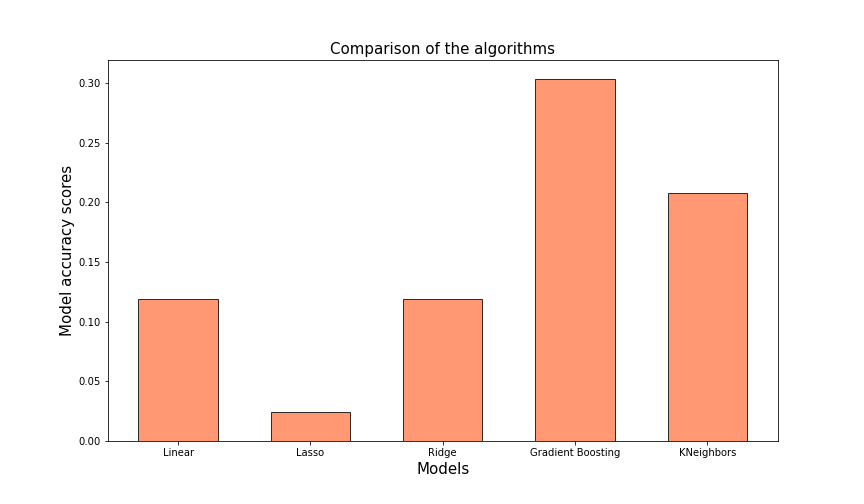 Comparison of the algorithms
Model accuracy scores
0.30
0.25
0.20
0.15
0.10
0.05
0.00
Linear Lasso Ridge Gradient Boosting KNeighbors
Models